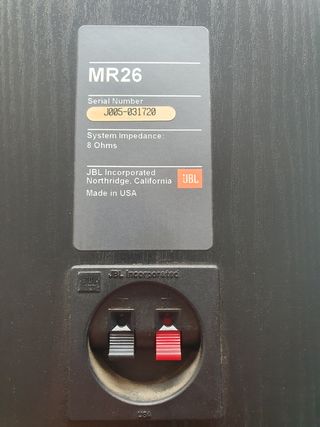 MR26
Serial Number
J005-031720
System Impedance:
8 Ohms
JBL Incorporated
Northridge, California
JBL
Made in USA
JBL Incorporated
USA